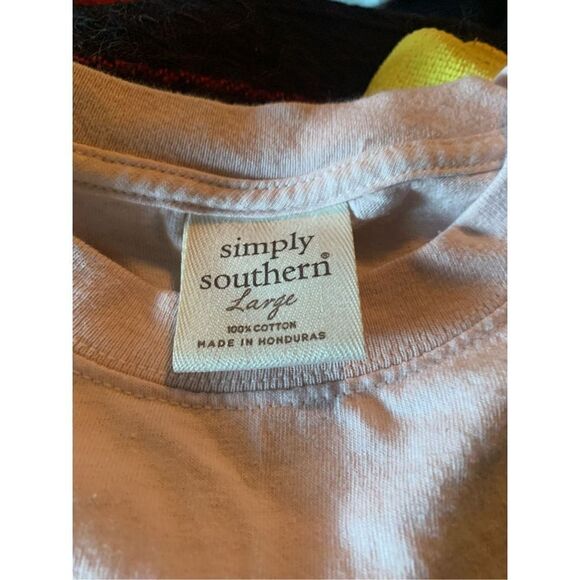 simply
southern®
Large
100% COTTON
MADE IN HONDURAS